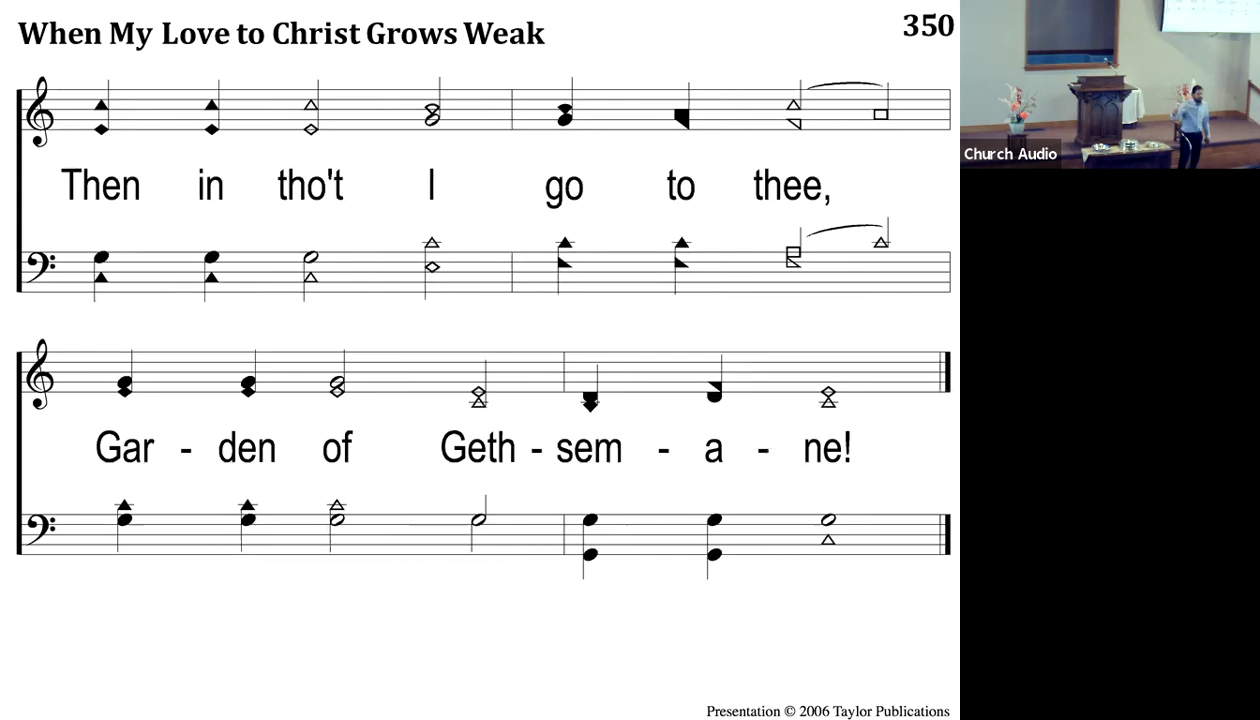 When My Love to Christ Grows Weak
350
Then in tho't I go to thee,
Gar - den of Geth - sem - a - ne!
Presentation © 2006 Taylor Publications
Church Audio